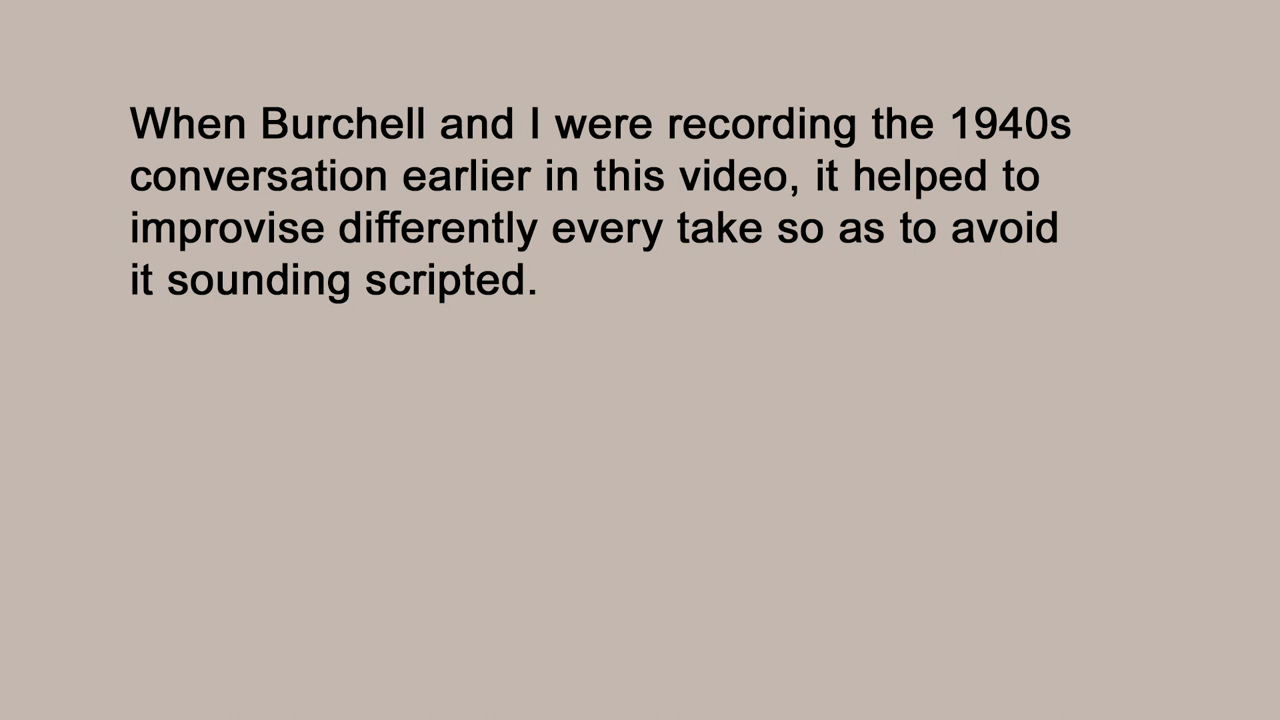 When Burchell and I were recording the 1940s
conversation earlier in this video, it helped to
improvise differently every take so as to avoid
it sounding scripted.